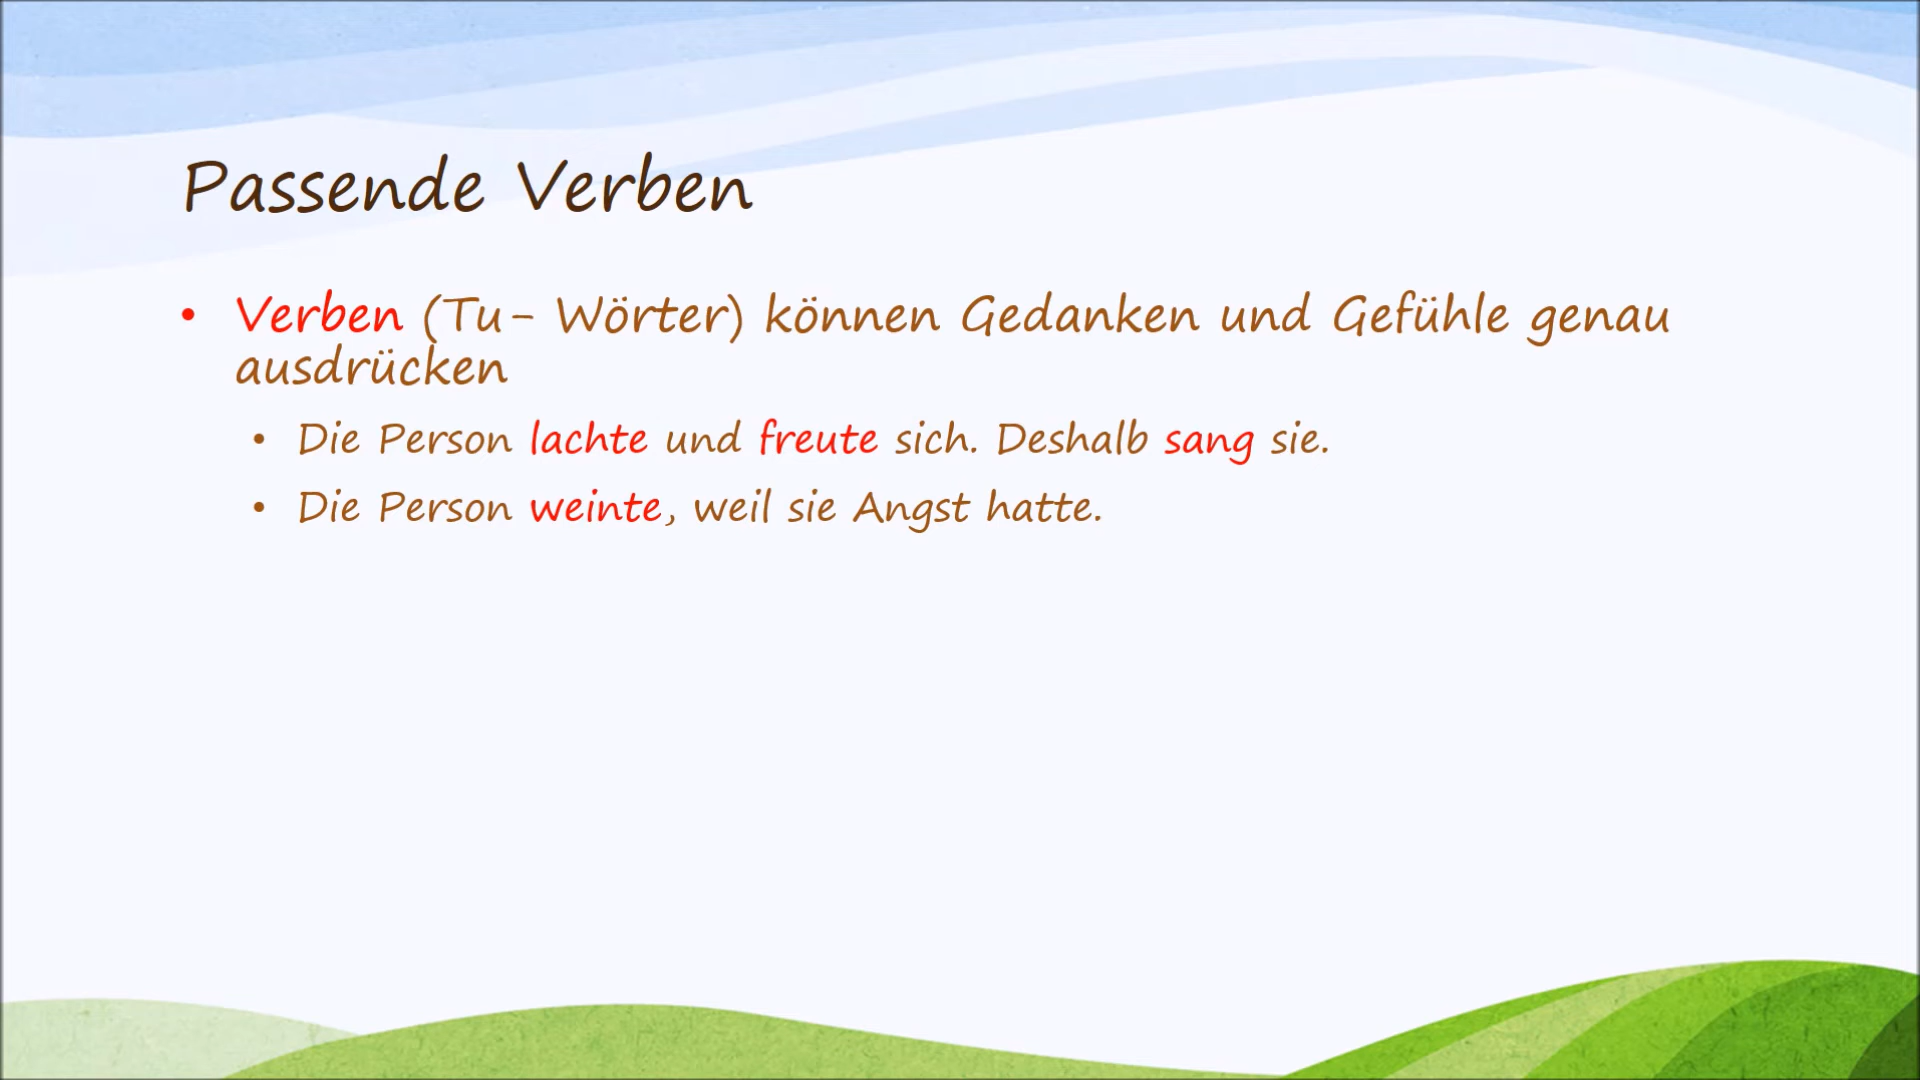 Passende Verben
• Verben (Tu- Wörter) können Gedanken und Gefühle genau
ausdrücken
• Die Person lachte und freute sich. Deshalb sang sie.
• Die Person weinte, weil sie Angst hatte.